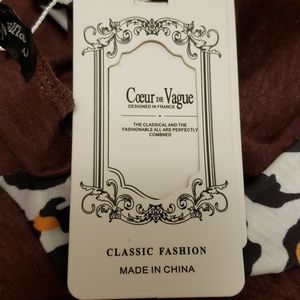 Cœur de Vague
DESIGNED IN FRANCE
THE CLASSICAL AND THE
FASHIONABLE ALL ARE PERFECTLY
COMBINED
CLASSIC FASHION
MADE IN CHINA